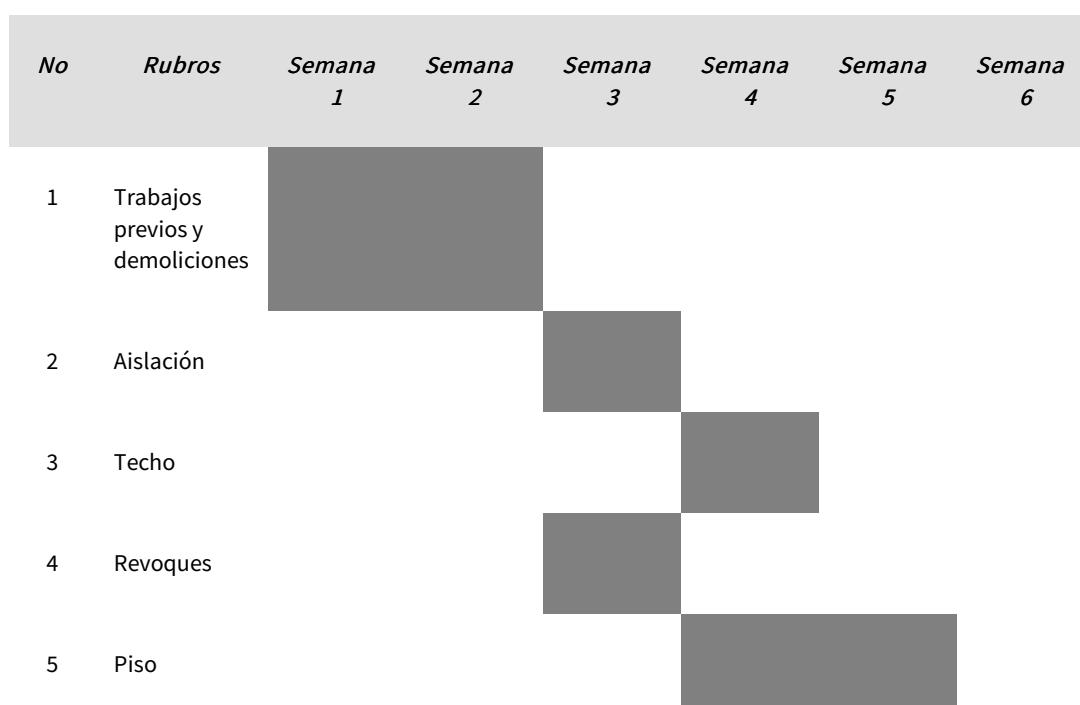 No Rubros Semana 1 Semana 2 Semana 3 Semana 4 Semana 5 Semana 6
1 Trabajos previos y demoliciones
2 Aislación
3 Techo
4 Revoques
5 Piso